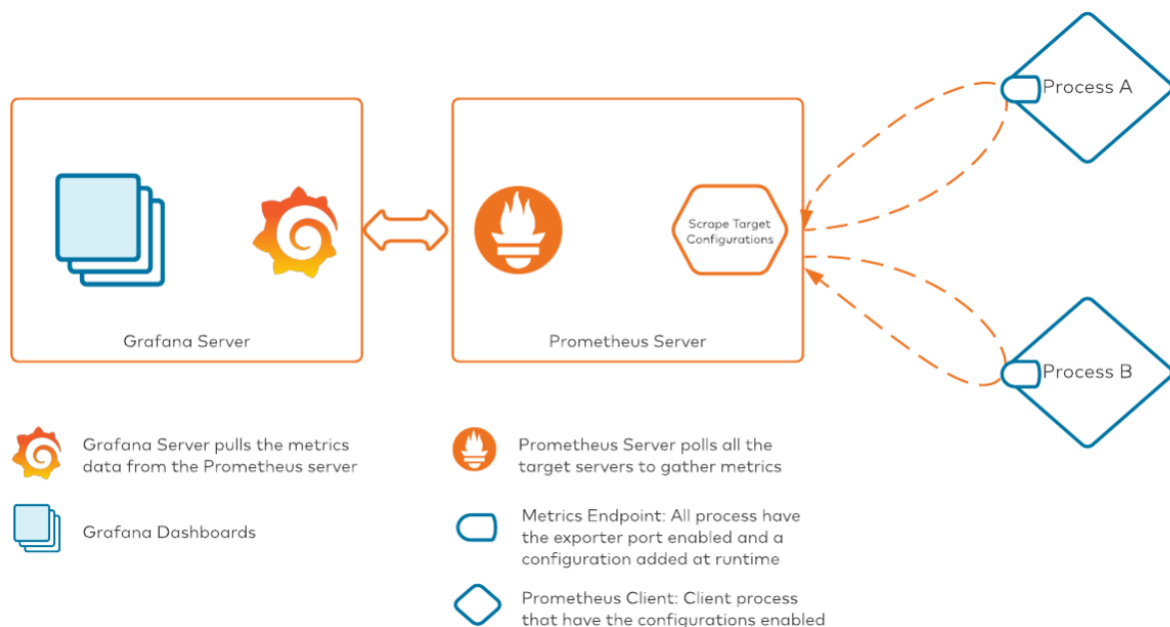 Process A
Scrape Target
Configurations
Grafana Server
Prometheus Server
Process B
Grafana Server pulls the metrics
data from the Prometheus server
Grafana Dashboards
Prometheus Server polls all the
target servers to gather metrics
Metrics Endpoint: All process have
the exporter port enabled and a
configuration added at runtime
Prometheus Client: Client process
that have the configurations enabled